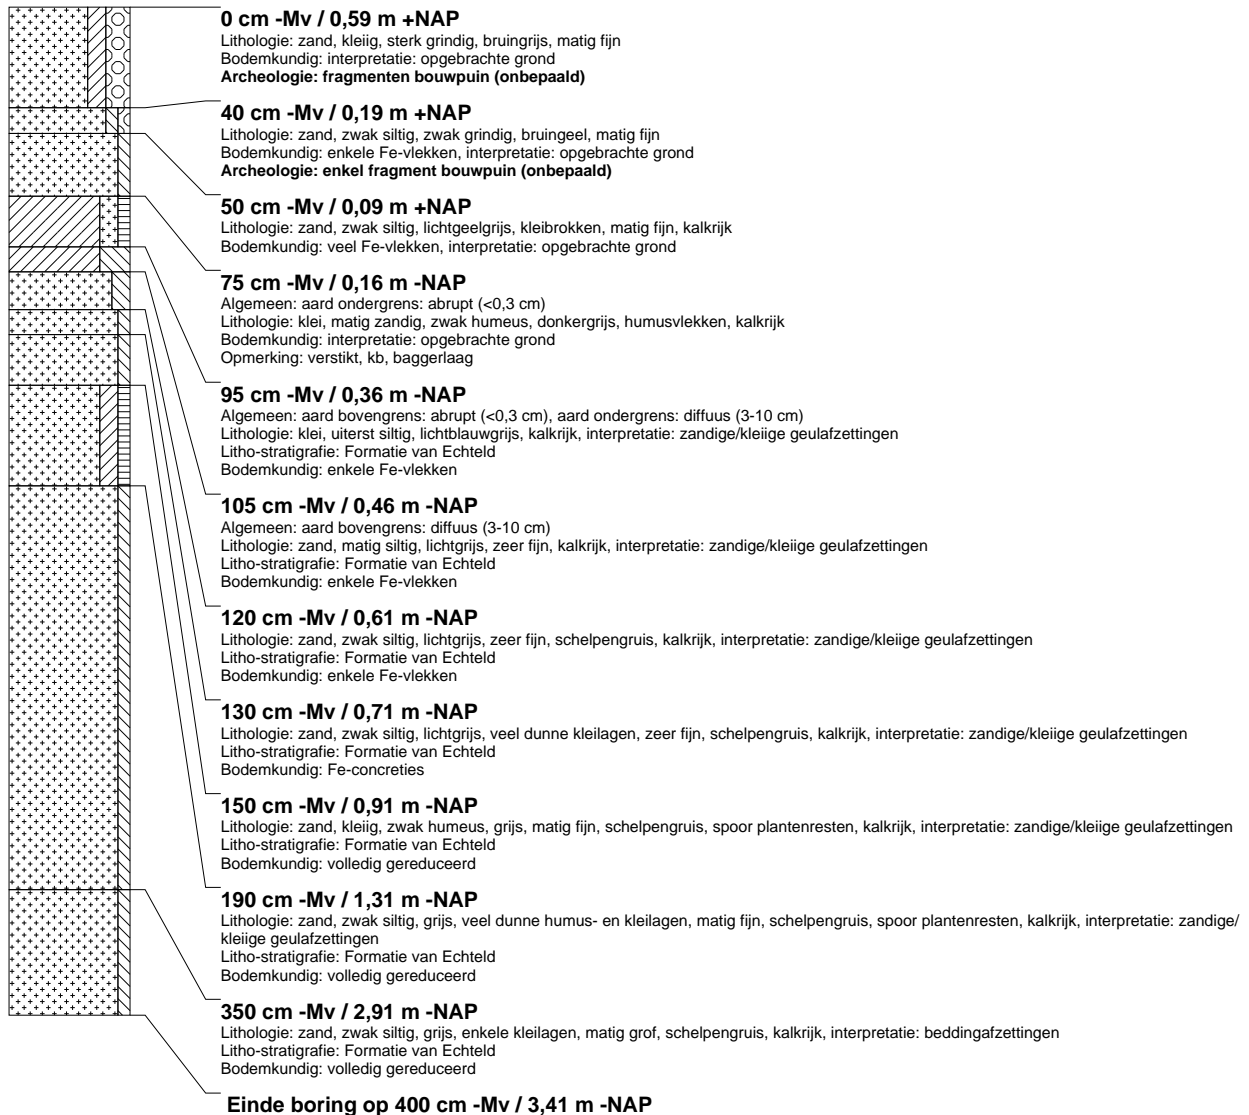 0 cm -Mv / 0,59 m +NAP
Lithologie: zand, kleiig, sterk grindig, bruingrijs, matig fijn
Bodemkundig: interpretatie: opgebrachte grond
Archeologie: fragmenten bouwpuin (onbepaald)
40 cm -Mv / 0,19 m +NAP
Lithologie: zand, zwak siltig, zwak grindig, bruingeel, matig fijn
Bodemkundig: enkele Fe-vlekken, interpretatie: opgebrachte grond
Archeologie: enkel fragment bouwpuin (onbepaald)
50 cm -Mv / 0,09 m +NAP
Lithologie: zand, zwak siltig, lichtgeelgrijs, kleibrokken, matig fijn, kalkrijk
Bodemkundig: veel Fe-vlekken, interpretatie: opgebrachte grond
75 cm -Mv / 0,16 m -NAP
Algemeen: aard ondergrens: abrupt (<0,3 cm)
Lithologie: klei, matig zandig, zwak humeus, donkergrijs, humusvlekken, kalkrijk
Bodemkundig: interpretatie: opgebrachte grond
Opmerking: verstikt, kb, baggerlaag
95 cm -Mv / 0,36 m -NAP
Algemeen: aard bovengrens: abrupt (<0,3 cm), aard ondergrens: diffuus (3-10 cm)
Lithologie: klei, uiterst siltig, lichtblauwgrijs, kalkrijk, interpretatie: zandige/kleiige geulafzettingen
Litho-stratigrafie: Formatie van Echteld
Bodemkundig: enkele Fe-vlekken
105 cm -Mv / 0,46 m -NAP
Algemeen: aard bovengrens: diffuus (3-10 cm)
Lithologie: zand, matig siltig, lichtgrijs, zeer fijn, kalkrijk, interpretatie: zandige/kleiige geulafzettingen
Litho-stratigrafie: Formatie van Echteld
Bodemkundig: enkele Fe-vlekken
120 cm -Mv / 0,61 m -NAP
Lithologie: zand, zwak siltig, lichtgrijs, zeer fijn, schelpengruis, kalkrijk, interpretatie: zandige/kleiige geulafzettingen
Litho-stratigrafie: Formatie van Echteld
Bodemkundig: enkele Fe-vlekken
130 cm -Mv / 0,71 m -NAP
Lithologie: zand, zwak siltig, lichtgrijs, veel dunne kleilagen, zeer fijn, schelpengruis, kalkrijk, interpretatie: zandige/kleiige geulafzettingen
Litho-stratigrafie: Formatie van Echteld
Bodemkundig: Fe-concreties
150 cm -Mv / 0,91 m -NAP
Lithologie: zand, kleiig, zwak humeus, grijs, matig fijn, schelpengruis, spoor plantenresten, kalkrijk, interpretatie: zandige/kleiige geulafzettingen
Litho-stratigrafie: Formatie van Echteld
Bodemkundig: volledig gereduceerd
190 cm -Mv / 1,31 m -NAP
Lithologie: zand, zwak siltig, grijs, veel dunne humus- en kleilagen, matig fijn, schelpengruis, spoor plantenresten, kalkrijk, interpretatie: zandige/
kleiige geulafzettingen
Litho-stratigrafie: Formatie van Echteld
Bodemkundig: volledig gereduceerd
350 cm -Mv / 2,91 m -NAP
Lithologie: zand, zwak siltig, grijs, enkele kleilagen, matig grof, schelpengruis, kalkrijk, interpretatie: beddingafzettingen
Litho-stratigrafie: Formatie van Echteld
Bodemkundig: volledig gereduceerd
Einde boring op 400 cm -Mv / 3,41 m -NAP